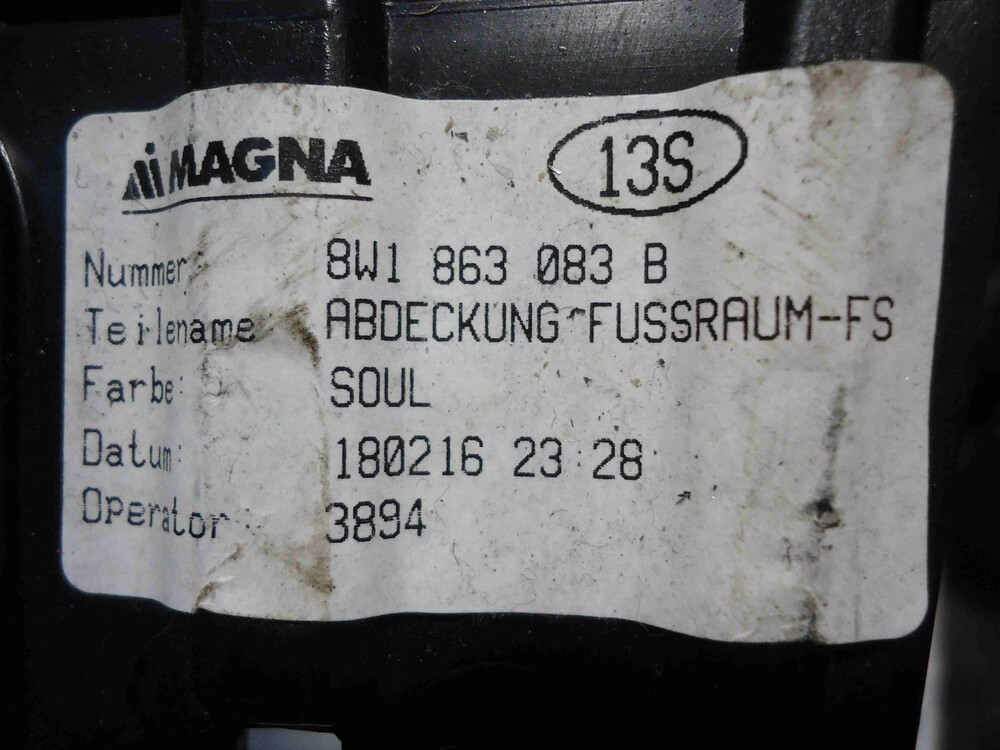 MAGNA 13S
Nummer: 8W1 863 083 B
Teilename: ABDECKUNG-FUSSRAUM-FS
Farbe: SOUL
Datum: 180216 23:28
Operator: 3894